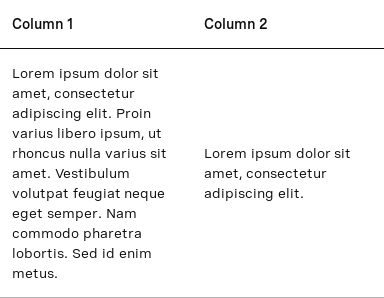 Column 1
Column 2
Lorem ipsum dolor sit
amet, consectetur
adipiscing elit. Proin
varius libero ipsum, ut
rhoncus nulla varius sit
amet. Vestibulum
volutpat feugiat neque
eget semper. Nam
commodo pharetra
lobortis. Sed id enim
metus.
Lorem ipsum dolor sit
amet, consectetur
adipiscing elit.